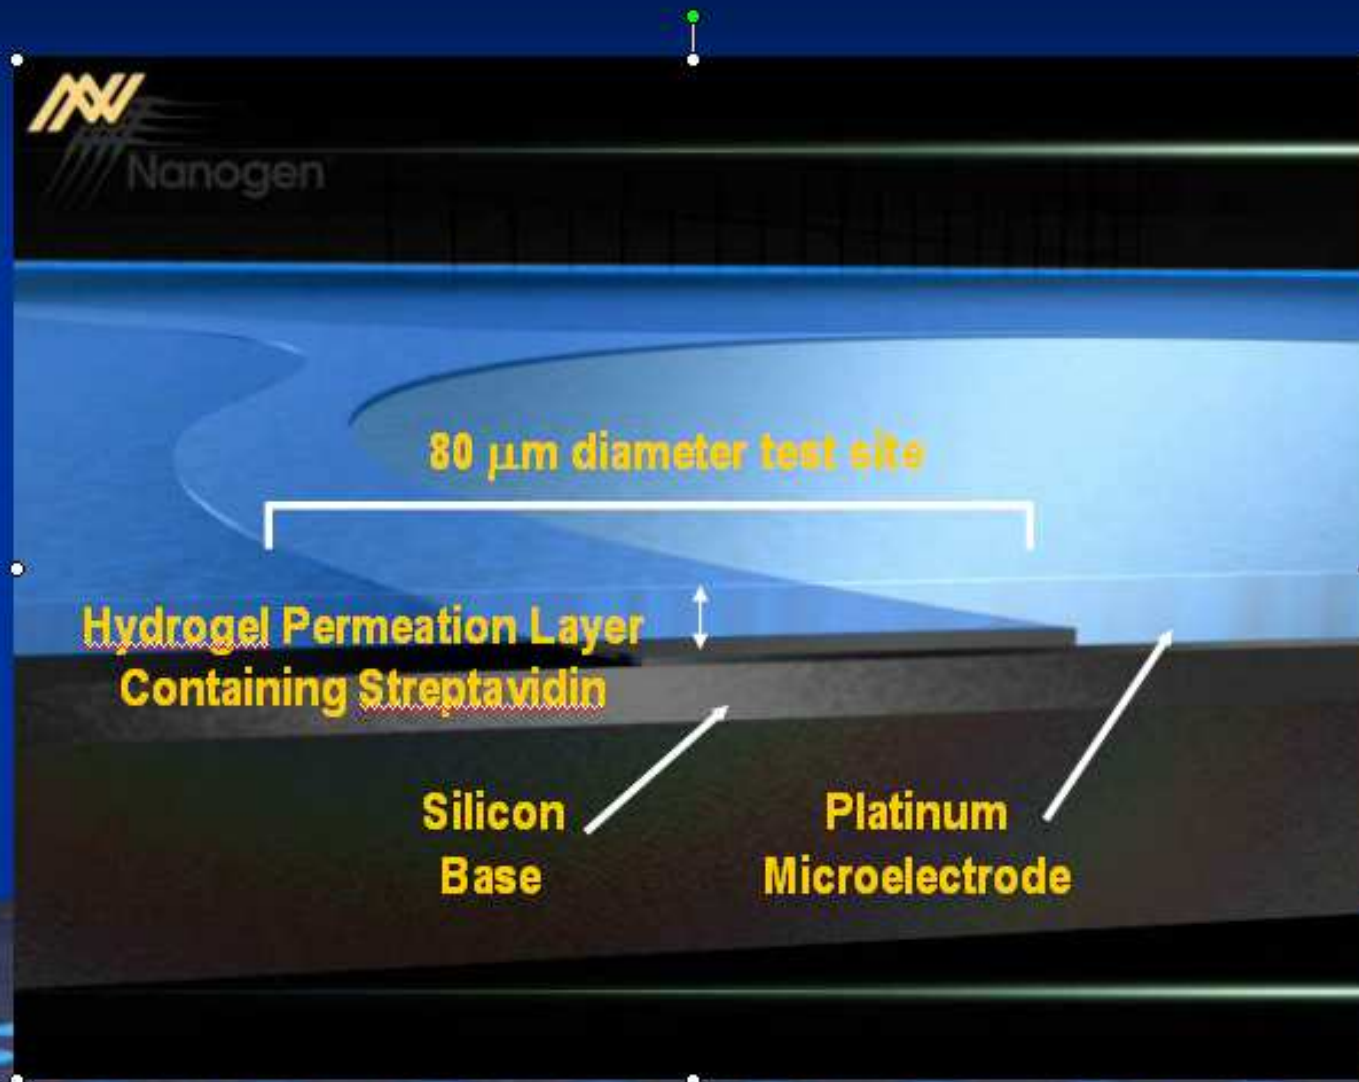 Nanogen
80 μm diameter test site
Hydrogel Permeation Layer
Containing Streptavidin
Silicon
Base
Platinum
Microelectrode